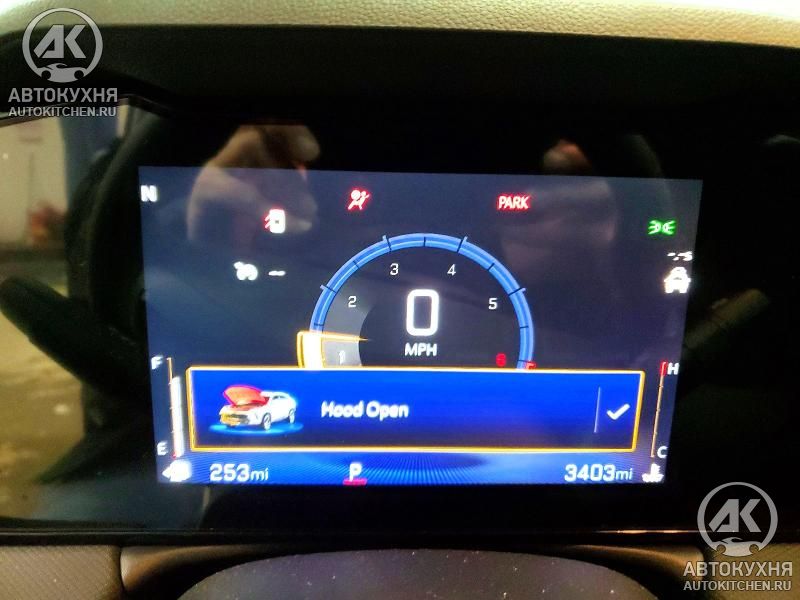 АК
АВТОКУХНЯ
AUTOKITCHEN.RU
N
PARK
-.-s
--
3 4
2 5
0
1 6
MPH
F H
Hood Open
E C
253mi P 3403mi
АК
АВТОКУХНЯ
AUTOKITCHEN.RU